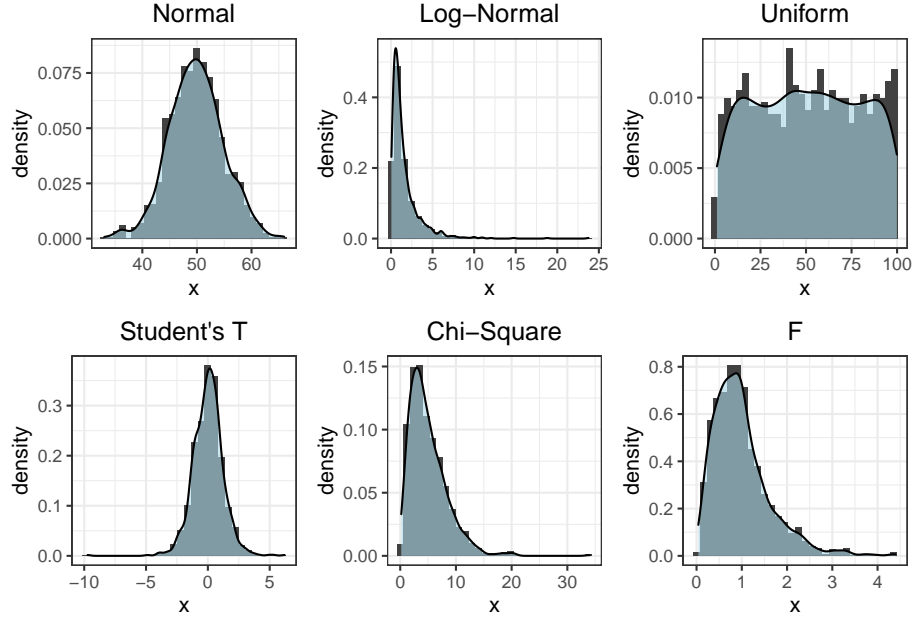 Normal
Log−Normal
Uniform
density
0.075
0.050
0.025
0.000
40 50 60
x
density
0.4
0.2
0.0
0 5 10 15 20 25
x
density
0.010
0.005
0.000
0 25 50 75 100
x
Student's T
Chi−Square
F
density
0.3
0.2
0.1
0.0
−10 −5 0 5
x
density
0.15
0.10
0.05
0.00
0 10 20 30
x
density
0.8
0.6
0.4
0.2
0.0
0 1 2 3 4
x